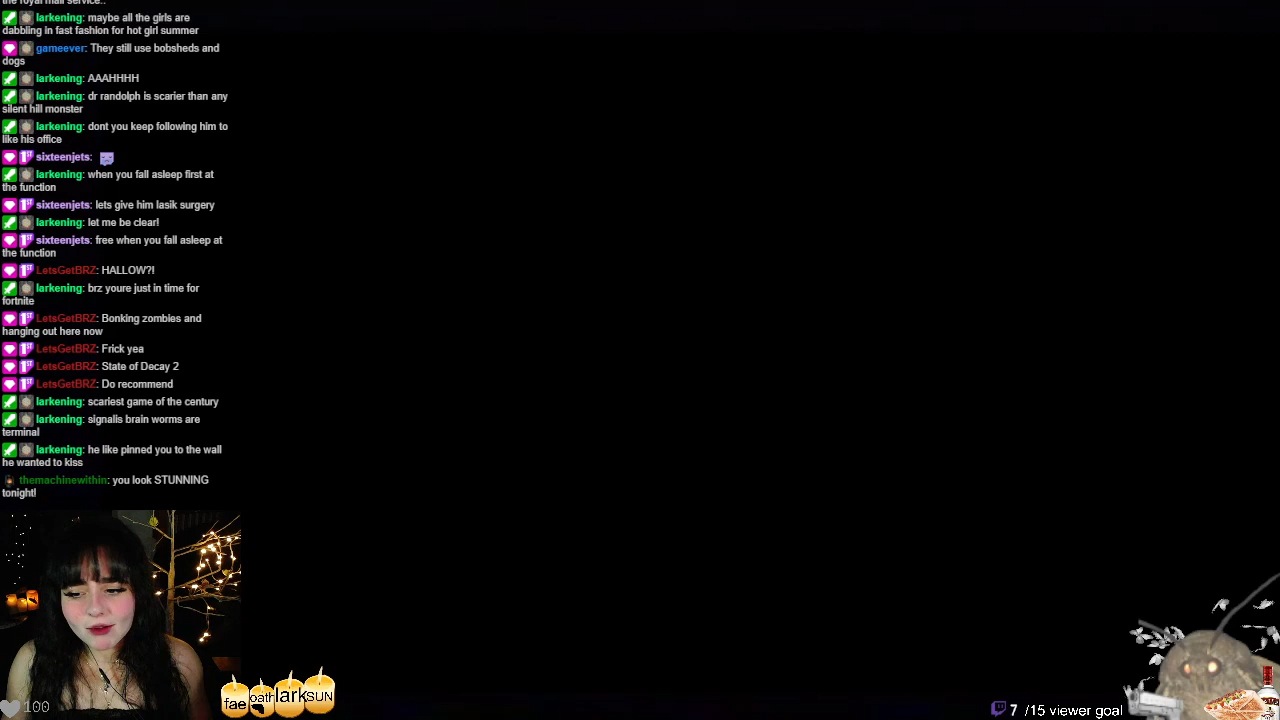 the royal mail service..
larkening: maybe all the girls are
dabbling in fast fashion for hot girl summer
gameever: They still use bobsheds and
dogs
larkening: AAAHHHH
larkening: dr randolph is scarier than any
silent hill monster
larkening: dont you keep following him to
like his office
sixteenjets:
larkening: when you fall asleep first at
the function
sixteenjets: lets give him lasik surgery
larkening: let me be clear!
sixteenjets: free when you fall asleep at
the function
LetsGetBRZ: HALLOW?!
larkening: brz youre just in time for
fortnite
LetsGetBRZ: Bonking zombies and
hanging out here now
LetsGetBRZ: Frick yea
LetsGetBRZ: State of Decay 2
LetsGetBRZ: Do recommend
larkening: scariest game of the century
larkening: signalis brain worms are
terminal
larkening: he like pinned you to the wall
he wanted to kiss
themachinewithin: you look STUNNING
tonight!
fae oath lark SUN
100
7 /15 viewer goal